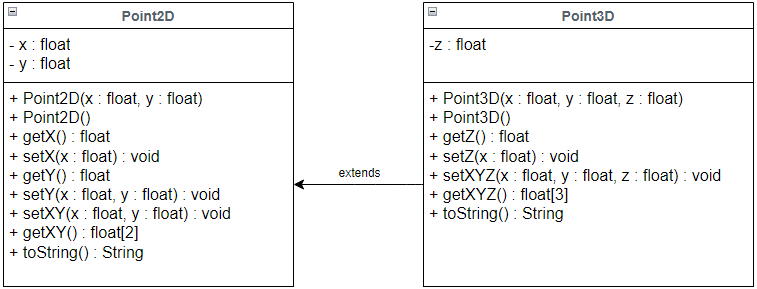 Point2D
- x : float
- y : float
+ Point2D(x : float, y : float)
+ Point2D()
+ getX() : float
+ setX(x : float) : void
+ getY() : float
+ setY(x : float, y : float) : void
+ setXY(x : float, y : float) : void
+ getXY() : float[2]
+ toString() : String
extends
Point3D
-z : float
+ Point3D(x : float, y : float, z : float)
+ Point3D()
+ getZ() : float
+ setZ(x : float) : void
+ setXYZ(x : float, y : float, z : float) : void
+ getXYZ() : float[3]
+ toString() : String